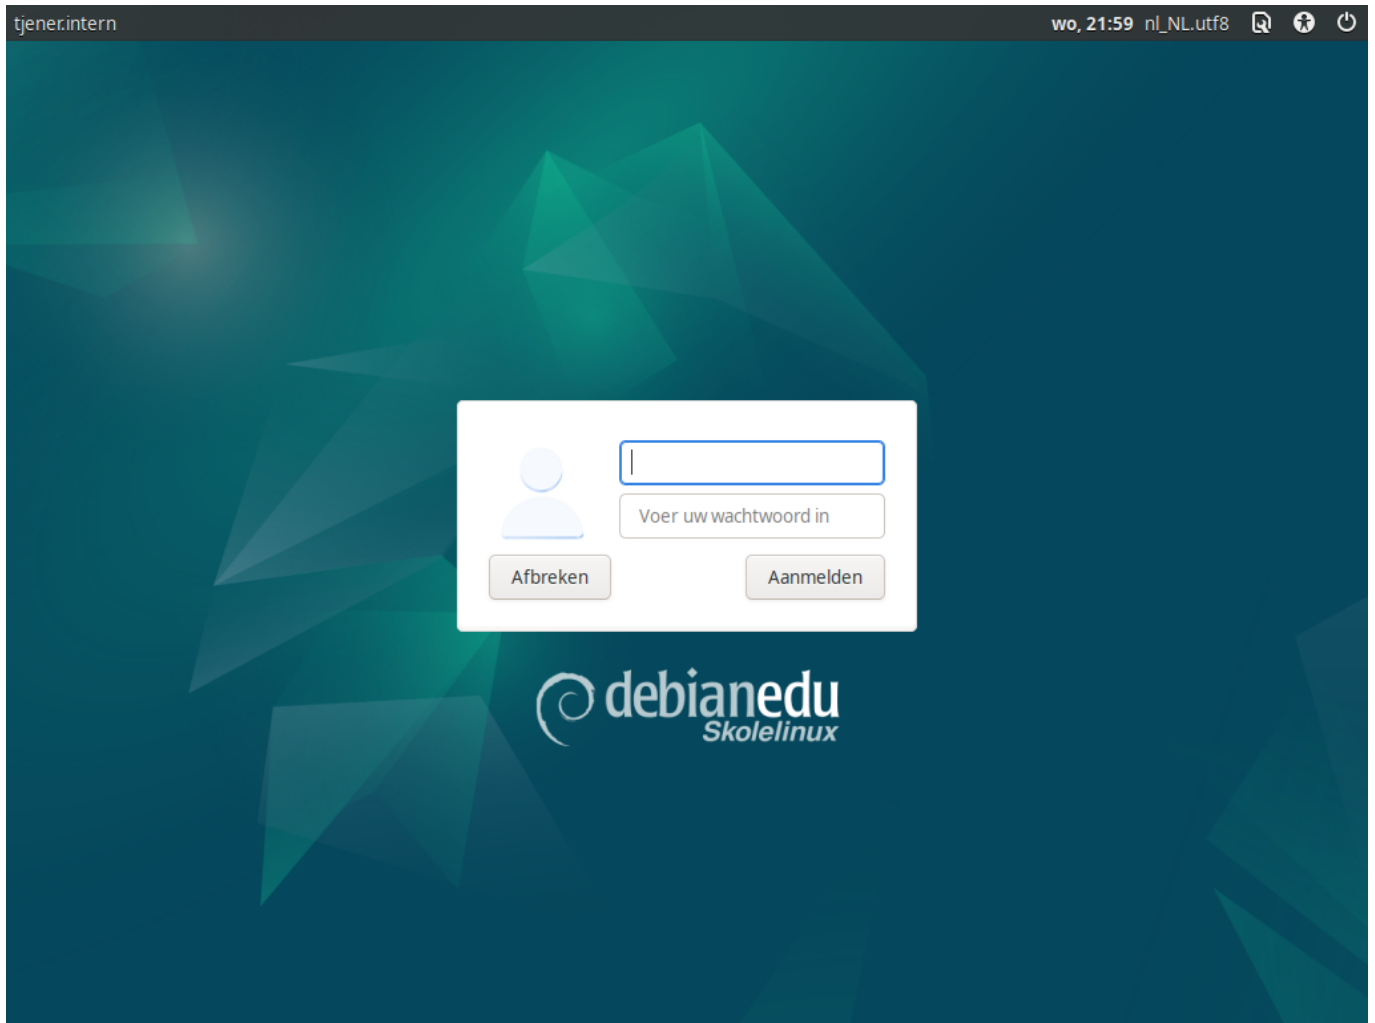 tjener.intern
wo, 21:59 nl_NL.utf8
Voer uw wachtwoord in
Afbreken
Aanmelden
debianedu
Skolelinux